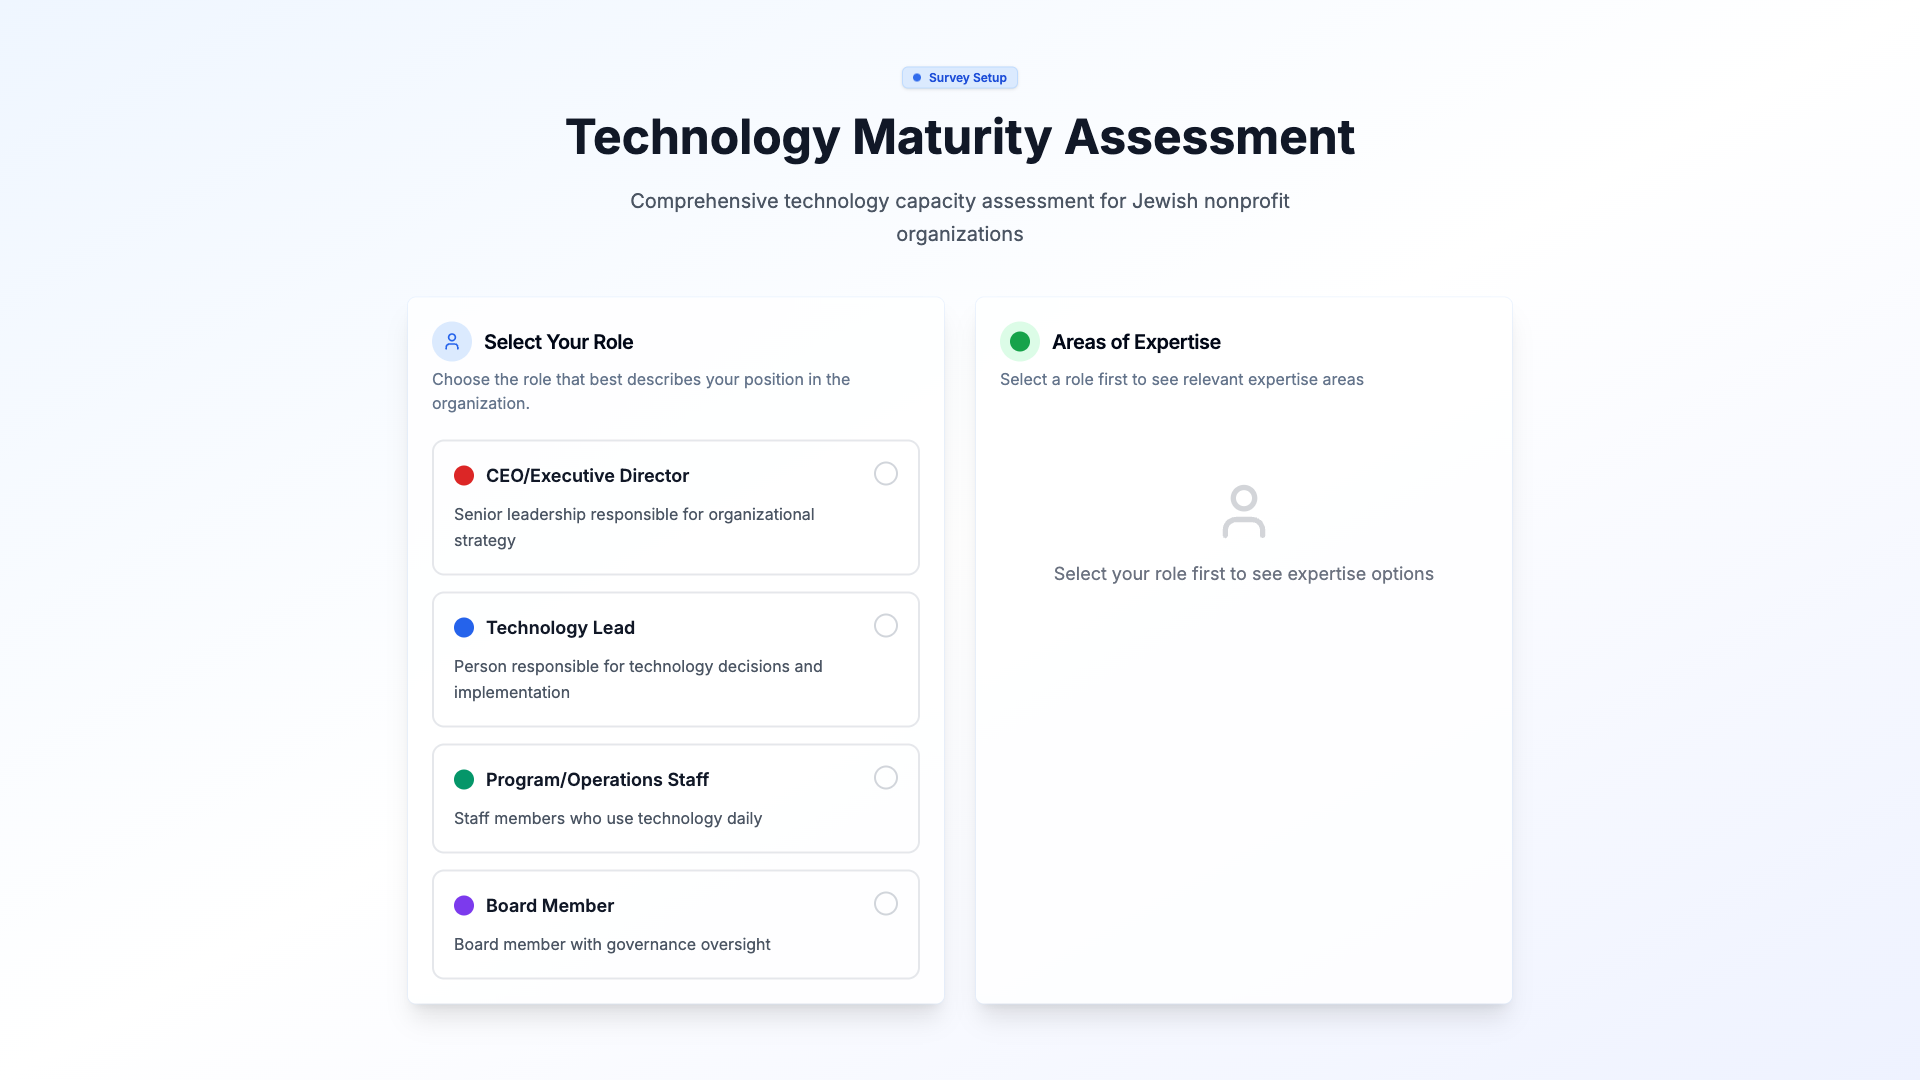 Survey Setup
Technology Maturity Assessment
Comprehensive technology capacity assessment for Jewish nonprofit
organizations
Select Your Role
Choose the role that best describes your position in the
organization.
CEO/Executive Director
Senior leadership responsible for organizational
strategy
Technology Lead
Person responsible for technology decisions and
implementation
Program/Operations Staff
Staff members who use technology daily
Board Member
Board member with governance oversight
Areas of Expertise
Select a role first to see relevant expertise areas
Select your role first to see expertise options